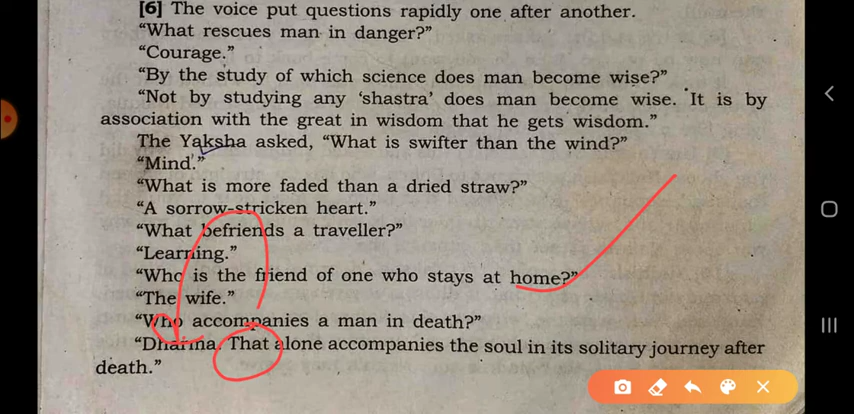 [6] The voice put questions rapidly one after another.
“What rescues man in danger?”
“Courage.”
“By the study of which science does man become wise?”
“Not by studying any ‘shastra’ does man become wise. It is by
association with the great in wisdom that he gets wisdom.”
The Yaksha asked, “What is swifter than the wind?”
“Mind.”
“What is more faded than a dried straw?”
“A sorrow-stricken heart.”
“What befriends a traveller?”
“Learning.”
“Who is the friend of one who stays at home?”
“The wife.”
“Who accompanies a man in death?”
“Dharma. That alone accompanies the soul in its solitary journey after
death.”